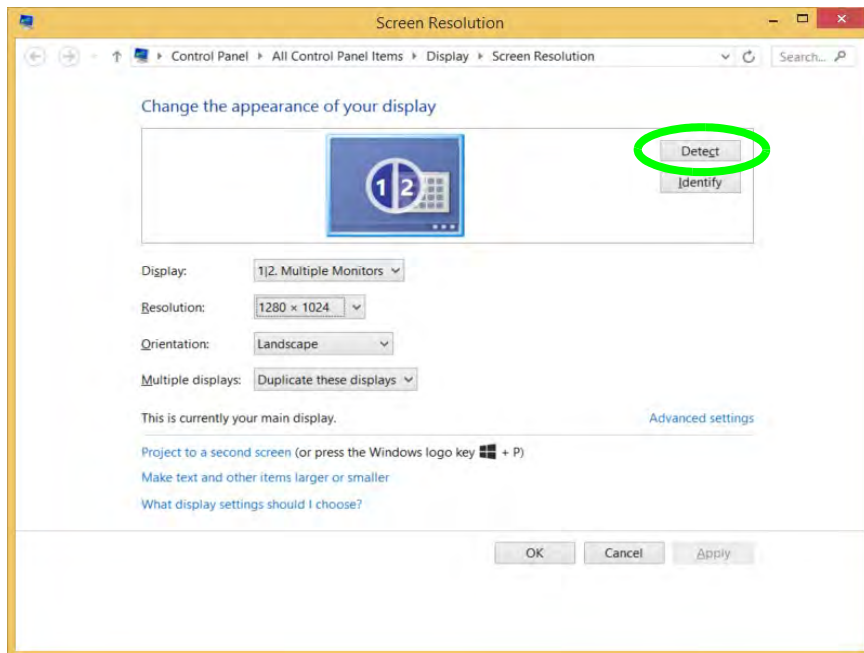 Screen Resolution
Control Panel ▸ All Control Panel Items ▸ Display ▸ Screen Resolution
Search...
Change the appearance of your display
1 2
Detect
Identify
Display: 1|2. Multiple Monitors
Resolution: 1280 × 1024
Orientation: Landscape
Multiple displays: Duplicate these displays
This is currently your main display.
Advanced settings
Project to a second screen (or press the Windows logo key + P)
Make text and other items larger or smaller
What display settings should I choose?
OK Cancel Apply